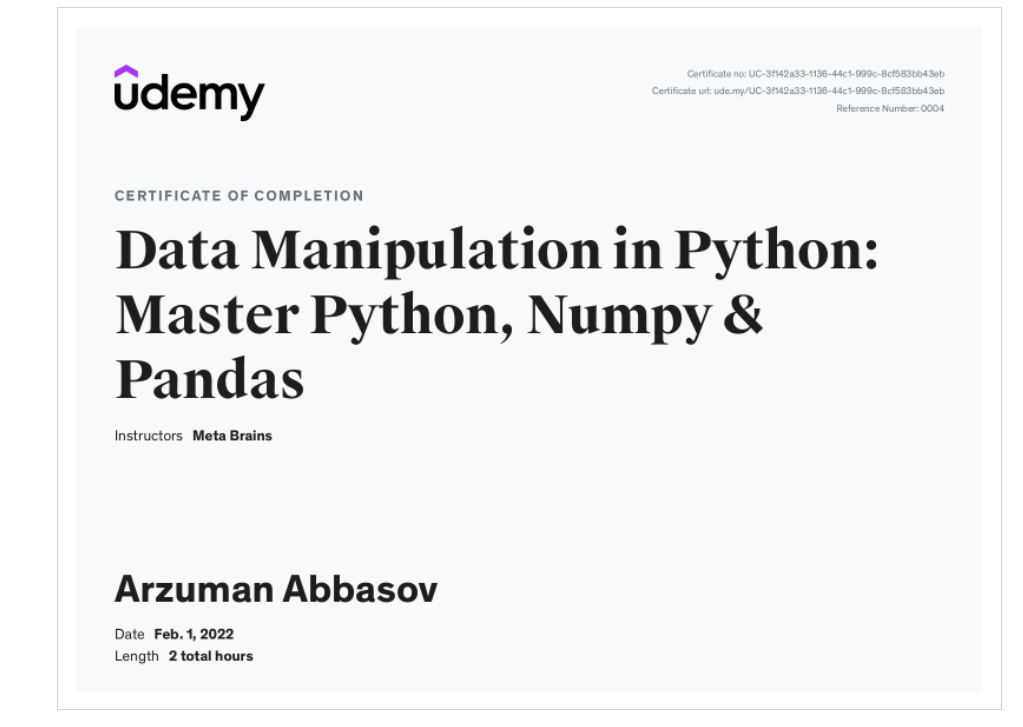 udemy
Certificate no: UC-3f142a33-1136-44c1-999c-8cf583bb43eb
Certificate url: ude.my/UC-3f142a33-1136-44c1-999c-8cf583bb43eb
Reference Number: 0004
CERTIFICATE OF COMPLETION
Data Manipulation in Python:
Master Python, Numpy &
Pandas
Instructors Meta Brains
Arzuman Abbasov
Date Feb. 1, 2022
Length 2 total hours